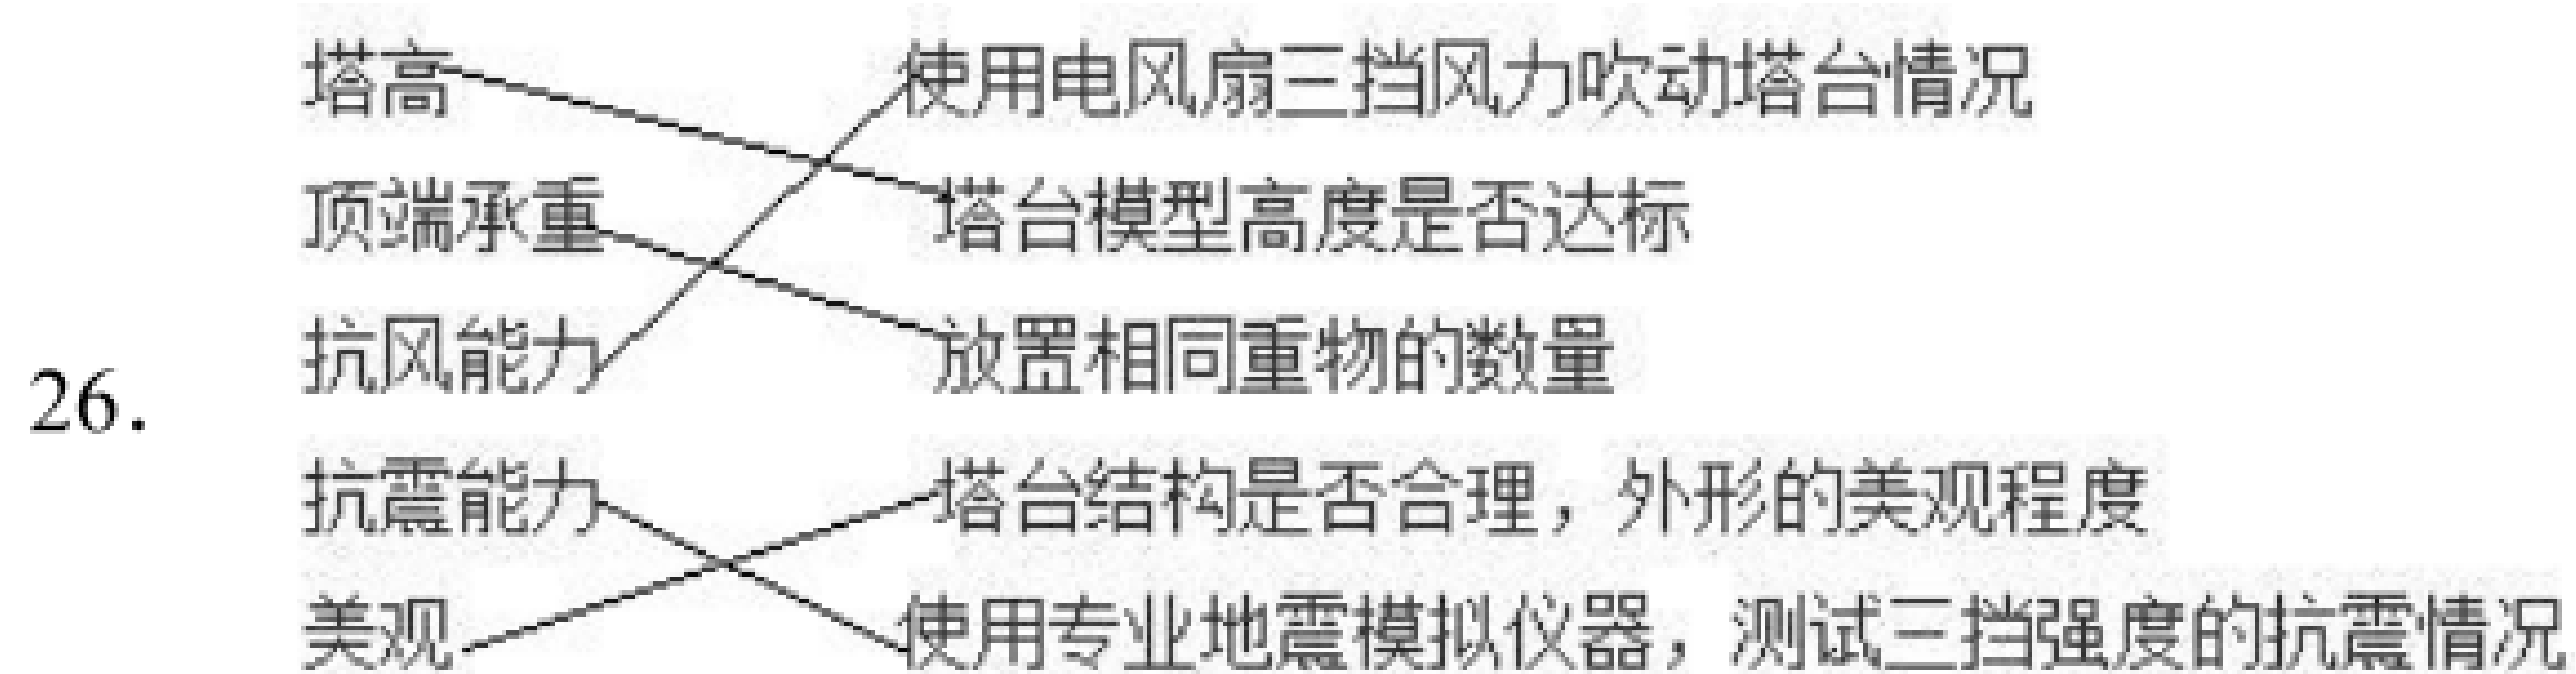 塔高 使用电风扇三挡风力吹动塔台情况
顶端承重 塔台模型高度是否达标
抗风能力 放置相同重物的数量
26.
抗震能力 塔台结构是否合理，外形的美观程度
美观 使用专业地震模拟仪器，测试三挡强度的抗震情况